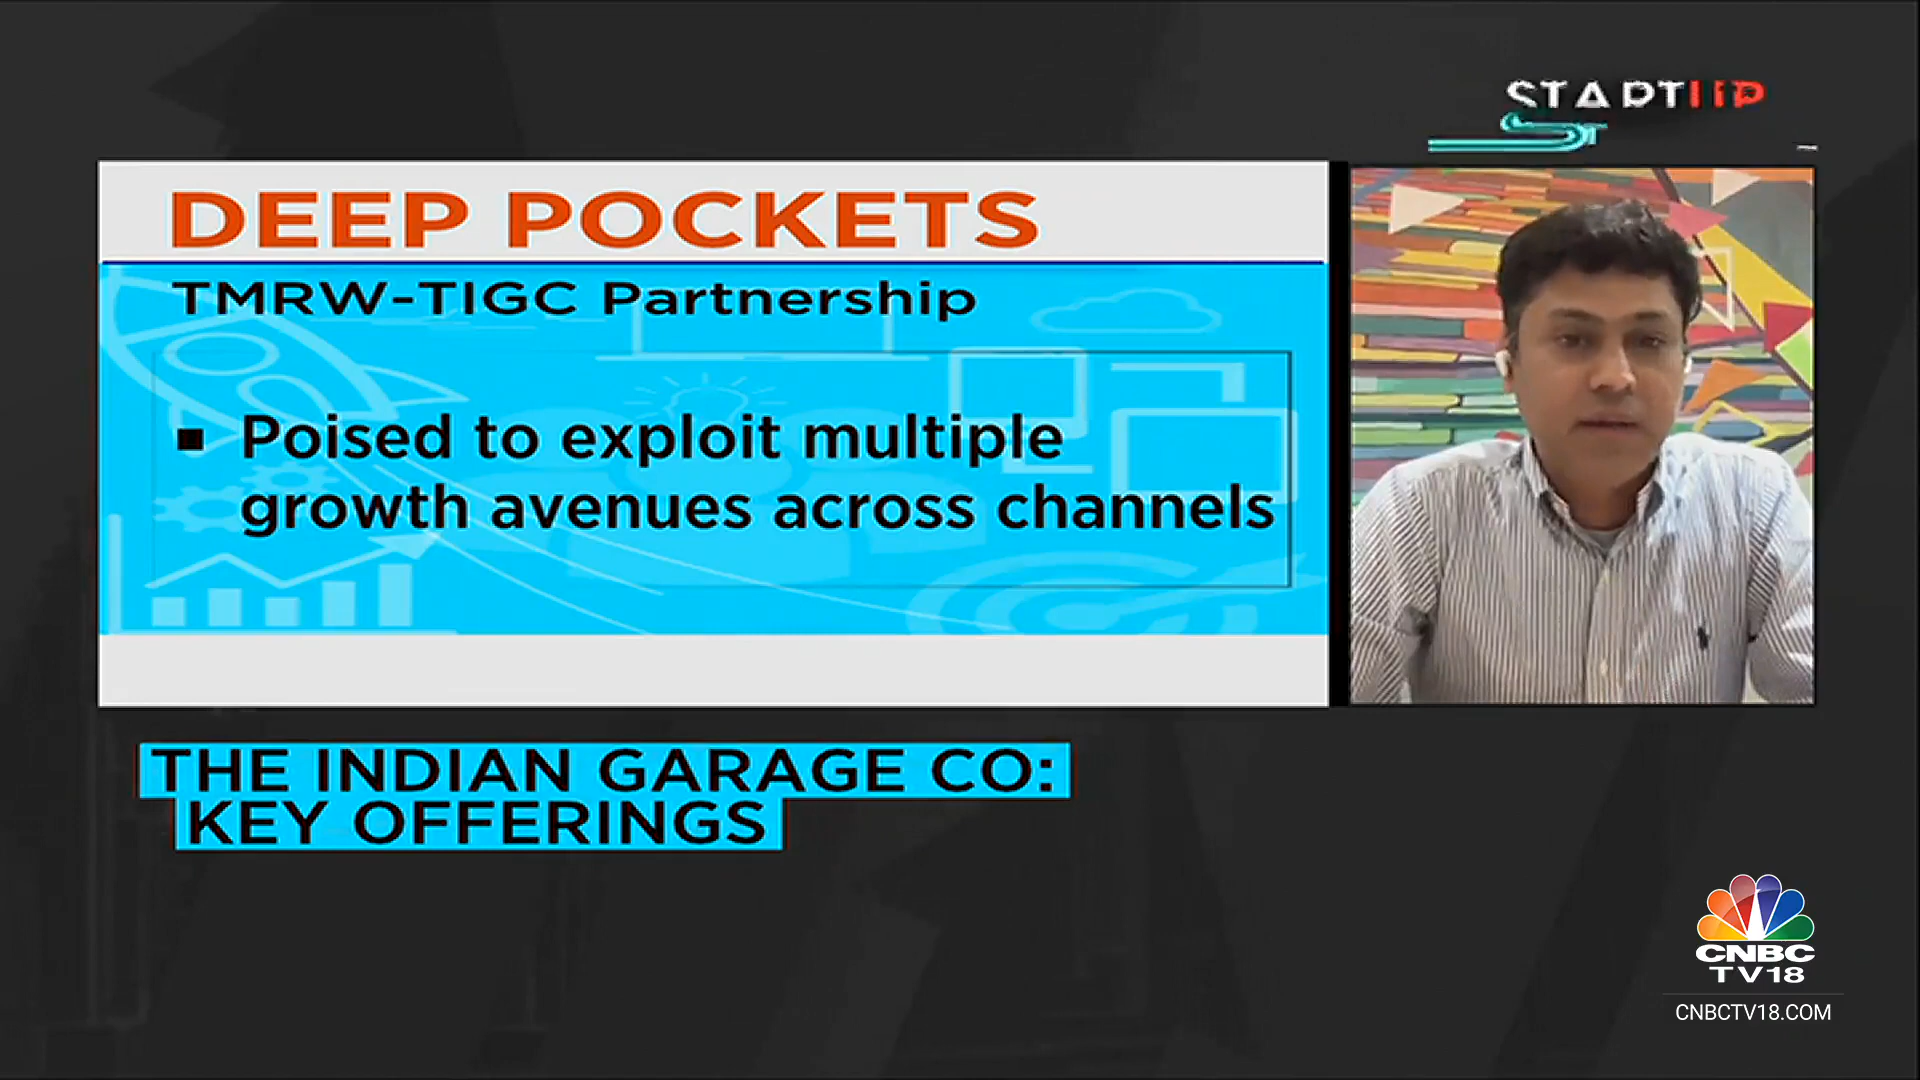 STARTUP
DEEP POCKETS
TMRW-TIGC Partnership
▪ Poised to exploit multiple
growth avenues across channels
THE INDIAN GARAGE CO:
KEY OFFERINGS
CNBC
TV18
CNBCTV18.COM